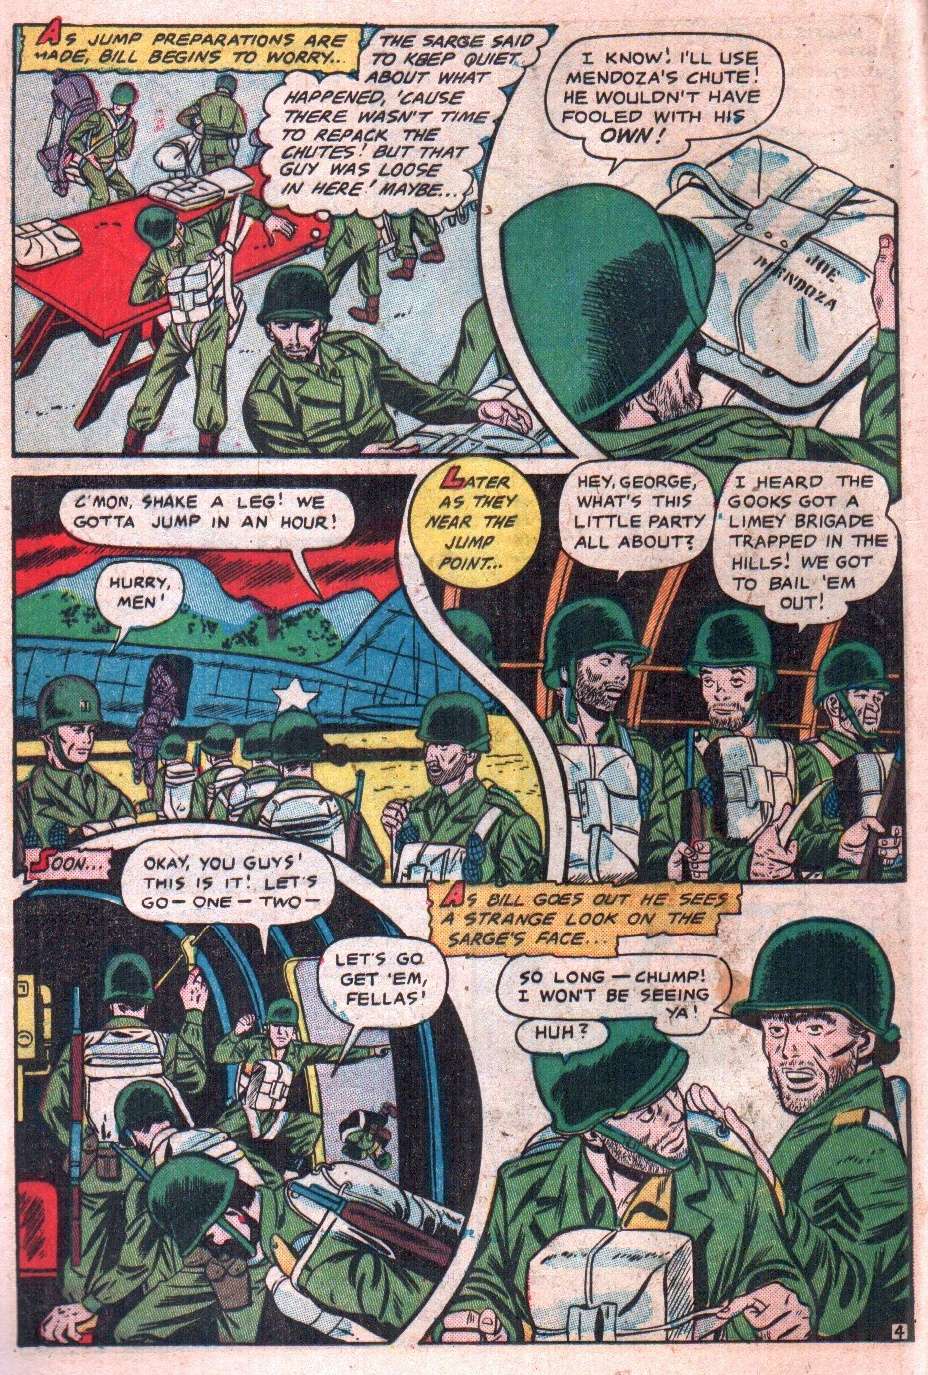 AS JUMP PREPARATIONS ARE
MADE, BILL BEGINS TO WORRY...
THE SARGE SAID
TO KEEP QUIET
ABOUT WHAT
HAPPENED, 'CAUSE
THERE WASN'T TIME
TO REPACK THE
CHUTES! BUT THAT
GUY WAS LOOSE
IN HERE! MAYBE...
I KNOW! I'LL USE
MENDOZA'S CHUTE!
HE WOULDN'T HAVE
FOOLED WITH HIS
OWN!
JOE
MENDOZA
C'MON, SHAKE A LEG! WE
GOTTA JUMP IN AN HOUR!
HURRY,
MEN!
LATER
AS THEY
NEAR THE
JUMP
POINT...
HEY, GEORGE,
WHAT'S THIS
LITTLE PARTY
ALL ABOUT?
I HEARD THE
GOOKS GOT A
LIMEY BRIGADE
TRAPPED IN THE
HILLS! WE GOT
TO BAIL 'EM
OUT!
SOON...
OKAY, YOU GUYS!
THIS IS IT! LET'S
GO—ONE—TWO—
LET'S GO
GET 'EM,
FELLAS!
AS BILL GOES OUT HE SEES
A STRANGE LOOK ON THE
SARGE'S FACE...
SO LONG—CHUMP!
I WON'T BE SEEING
YA!
HUH?
4